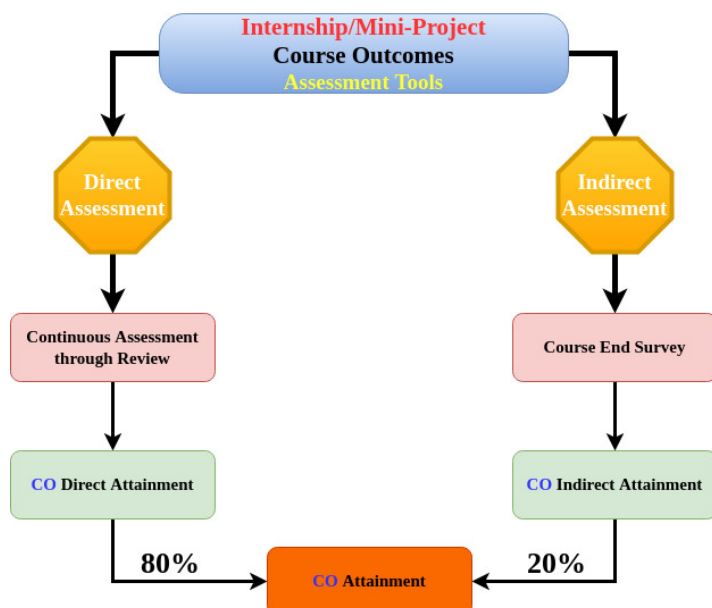 Internship/Mini-Project
Course Outcomes
Assessment Tools
Direct
Assessment
Indirect
Assessment
Continuous Assessment
through Review
Course End Survey
CO Direct Attainment
CO Indirect Attainment
80%
20%
CO Attainment